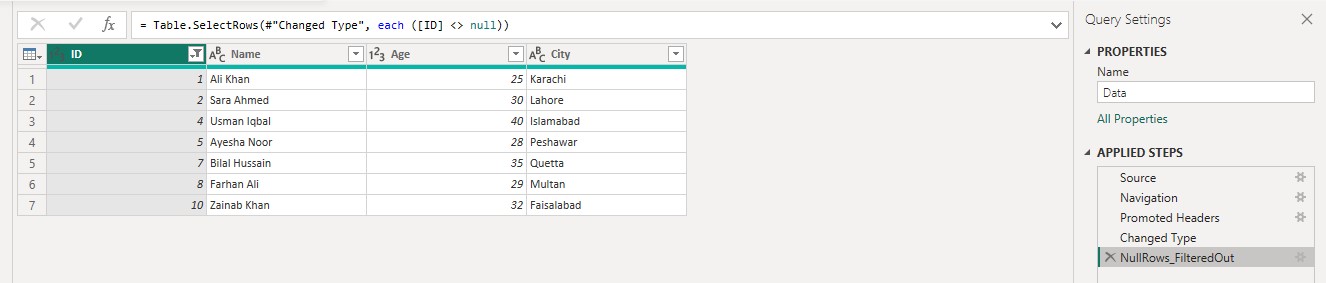 fx = Table.SelectRows(#"Changed Type", each ([ID] <> null))
Query Settings
ID ABC Name 123 Age ABC City
1 1 Ali Khan 25 Karachi
2 2 Sara Ahmed 30 Lahore
3 4 Usman Iqbal 40 Islamabad
4 5 Ayesha Noor 28 Peshawar
5 7 Bilal Hussain 35 Quetta
6 8 Farhan Ali 29 Multan
7 10 Zainab Khan 32 Faisalabad
PROPERTIES
Name
Data
All Properties
APPLIED STEPS
Source
Navigation
Promoted Headers
Changed Type
NullRows_FilteredOut